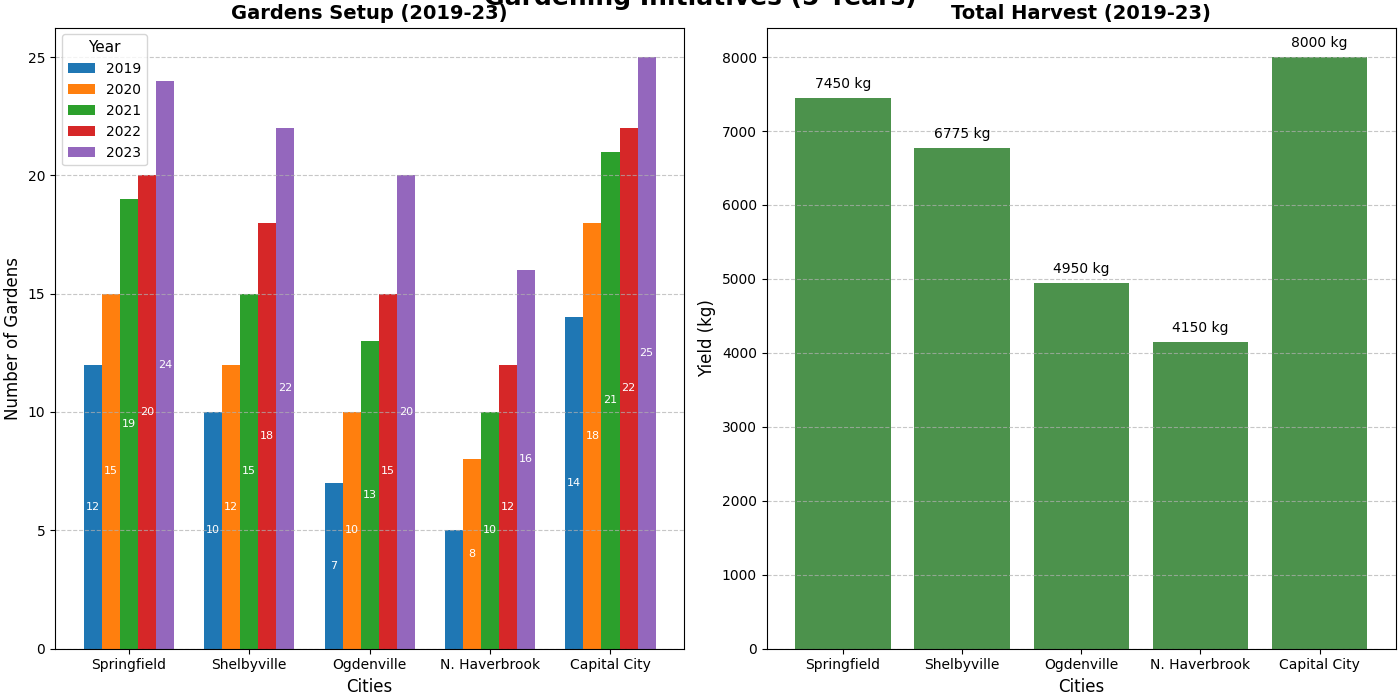 Gardening Initiatives (5 Years)
Gardens Setup (2019-23)
Year
2019
2020
2021
2022
2023
Number of Gardens
25
20
15
10
5
0
12
15
19
20
24
10
12
15
18
22
7
10
13
15
20
8
10
12
16
14
18
21
22
25
Springfield
Shelbyville
Ogdenville
N. Haverbrook
Capital City
Cities
Total Harvest (2019-23)
Yield (kg)
8000
7000
6000
5000
4000
3000
2000
1000
0
7450 kg
6775 kg
4950 kg
4150 kg
8000 kg
Springfield
Shelbyville
Ogdenville
N. Haverbrook
Capital City
Cities